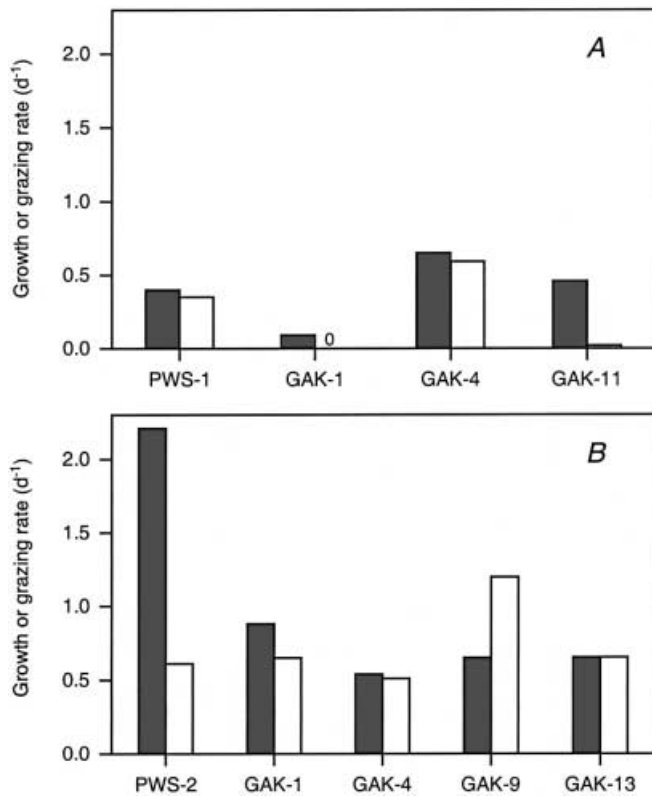 A
Growth or grazing rate (d⁻¹)
2.0
1.5
1.0
0.5
0.0
0
PWS-1 GAK-1 GAK-4 GAK-11
B
Growth or grazing rate (d⁻¹)
2.0
1.5
1.0
0.5
0.0
PWS-2 GAK-1 GAK-4 GAK-9 GAK-13